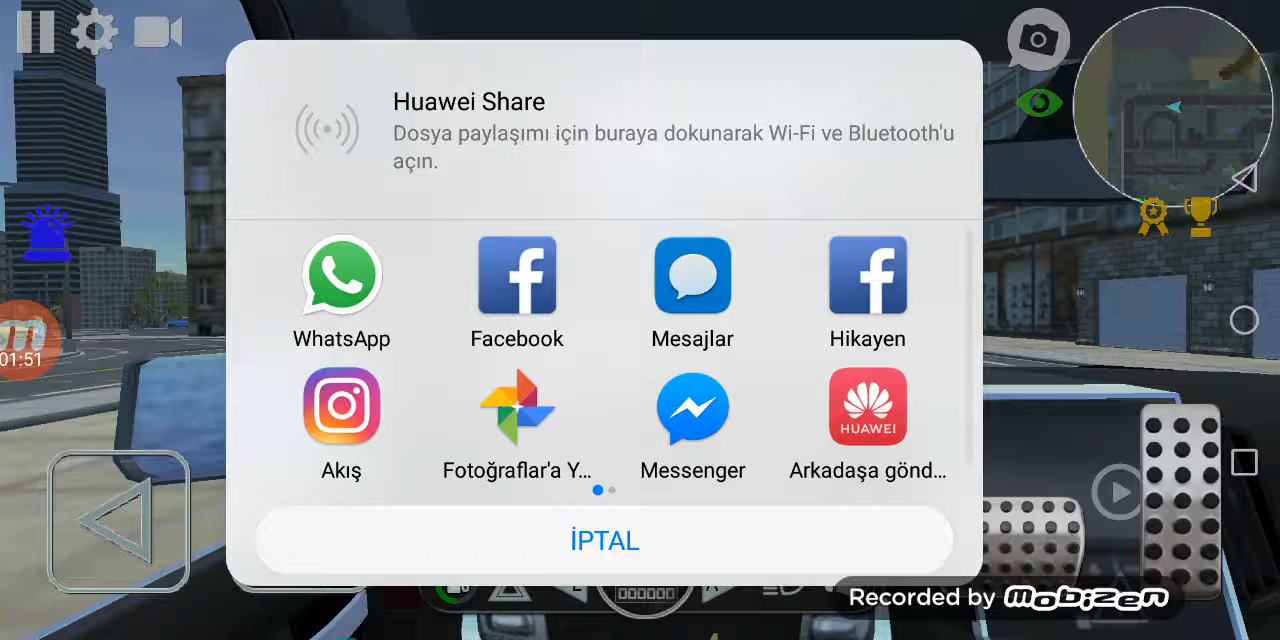 Huawei Share
Dosya paylaşımı için buraya dokunarak Wi-Fi ve Bluetooth'u
açın.
WhatsApp
Facebook
Mesajlar
Hikayen
01:51
HUAWEI
Akış
Fotoğraflar'a Y...
Messenger
Arkadaşa gönd...
İPTAL
Recorded by mobizen